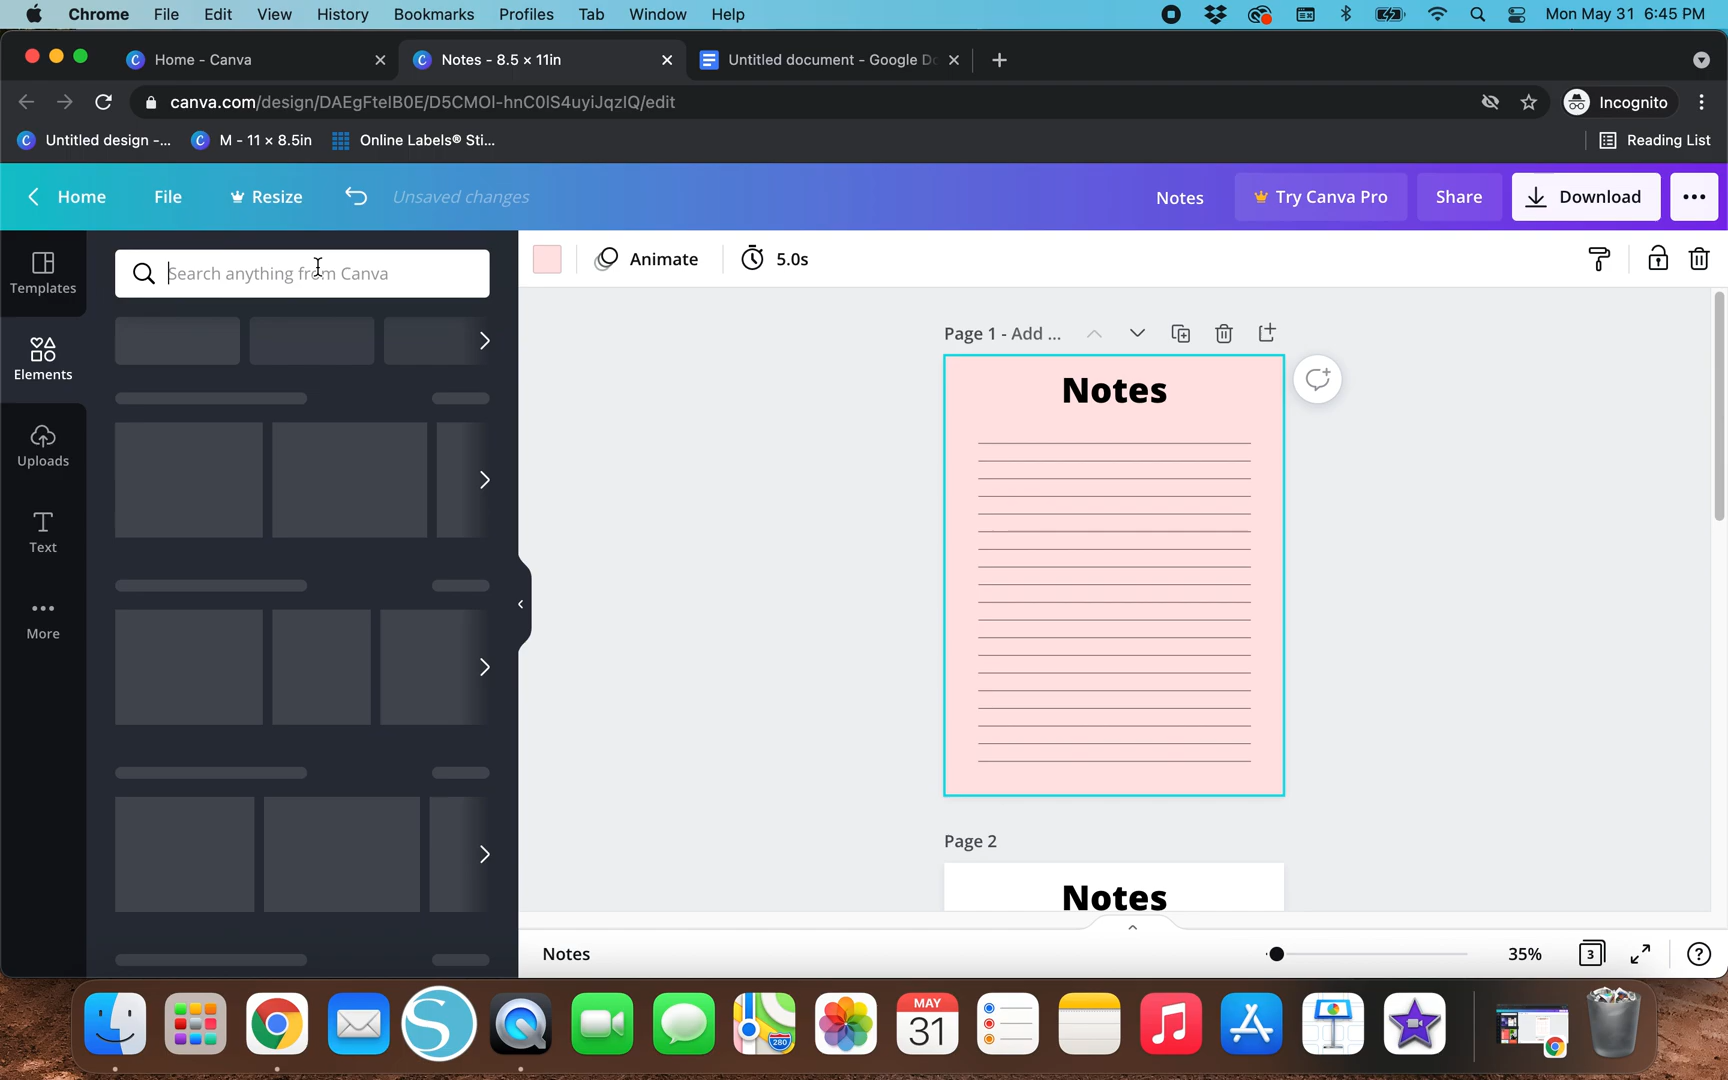 Chrome File Edit View History Bookmarks Profiles Tab Window Help Mon May 31 6:45 PM
Home - Canva Notes - 8.5 × 11in Untitled document - Google Do
canva.com/design/DAEgFteIB0E/D5CMOI-hnC0IS4uyiJqzIQ/edit Incognito
Untitled design -... M - 11 × 8.5in Online Labels® Sti... Reading List
Home File Resize Unsaved changes Notes Try Canva Pro Share Download
Templates
Elements
Uploads
Text
More
Search anything from Canva
Animate 5.0s
Page 1 - Add ...
Notes
Page 2
Notes
Notes 35% 3
MAY
31
280